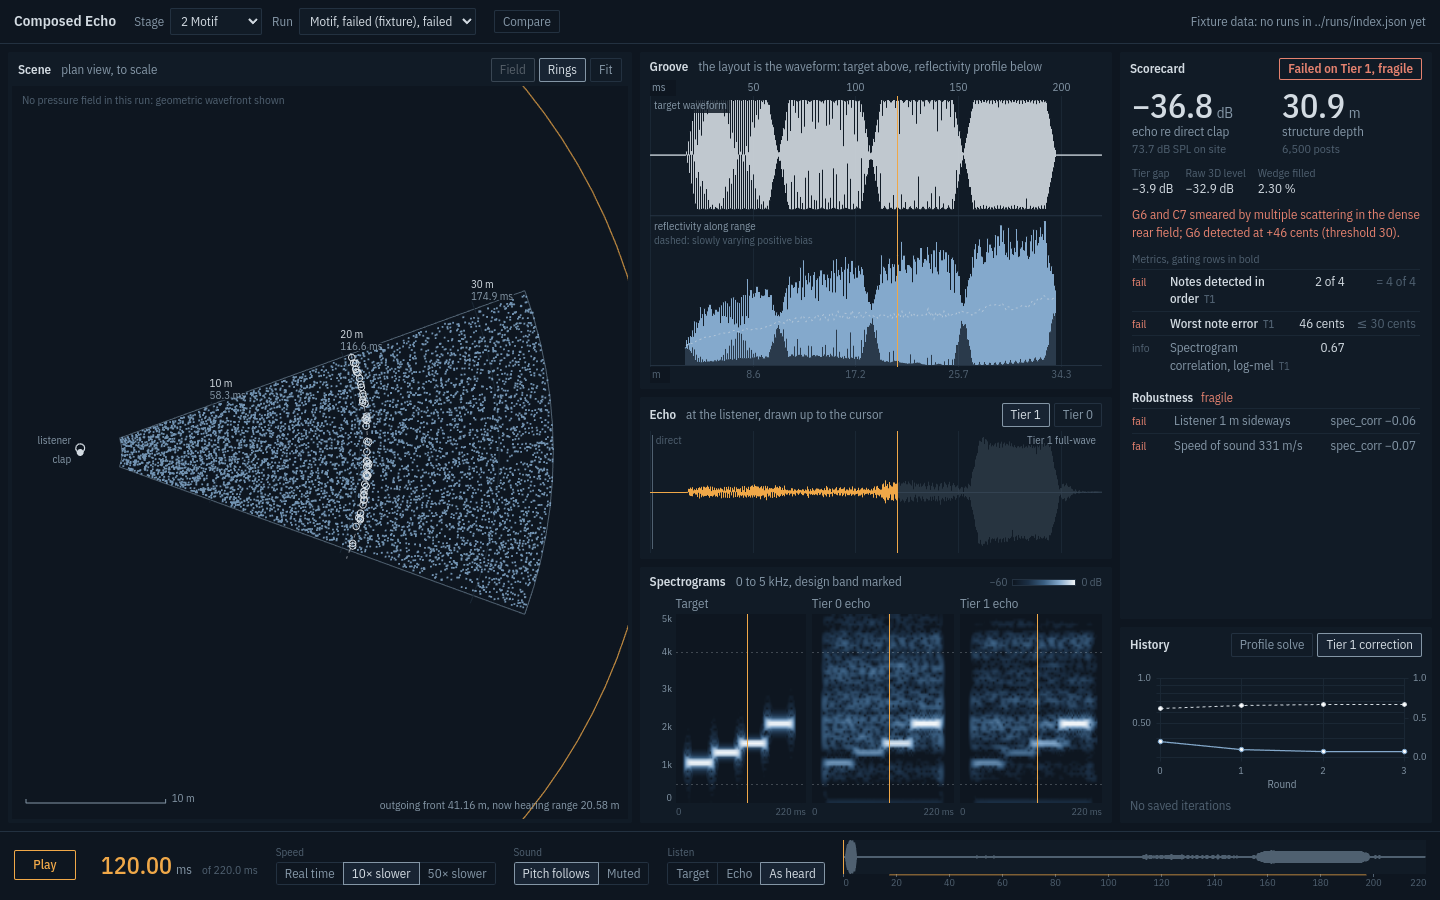 Composed Echo Stage 2 Motif Run Motif, failed (fixture), failed Compare Fixture data: no runs in ../runs/index.json yet
Scene plan view, to scale Field Rings Fit
No pressure field in this run: geometric wavefront shown
30 m
174.9 ms
20 m
116.6 ms
10 m
58.3 ms
listener
clap
10 m
outgoing front 41.16 m, now hearing range 20.58 m
Groove the layout is the waveform: target above, reflectivity profile below
ms 50 100 150 200
target waveform
reflectivity along range
dashed: slowly varying positive bias
m 8.6 17.2 25.7 34.3
Echo at the listener, drawn up to the cursor Tier 1 Tier 0
direct Tier 1 full-wave
Spectrograms 0 to 5 kHz, design band marked −60 0 dB
Target Tier 0 echo Tier 1 echo
5k
4k
3k
2k
1k
0
0 220 ms 0 220 ms 0 220 ms
Scorecard Failed on Tier 1, fragile
−36.8 dB 30.9 m
echo re direct clap structure depth
73.7 dB SPL on site 6,500 posts
Tier gap Raw 3D level Wedge filled
−3.9 dB −32.9 dB 2.30 %
G6 and C7 smeared by multiple scattering in the dense
rear field; G6 detected at +46 cents (threshold 30).
Metrics, gating rows in bold
fail Notes detected in 2 of 4 = 4 of 4
order T1
fail Worst note error T1 46 cents ≤ 30 cents
info Spectrogram 0.67
correlation, log-mel T1
Robustness fragile
fail Listener 1 m sideways spec_corr −0.06
fail Speed of sound 331 m/s spec_corr −0.07
History Profile solve Tier 1 correction
1.0 1.0
0.50 0.5
0.0
0 1 2 3
Round
No saved iterations
Play 120.00 ms of 220.0 ms
Speed
Real time 10× slower 50× slower
Sound
Pitch follows Muted
Listen
Target Echo As heard
0 20 40 60 80 100 120 140 160 180 200 220